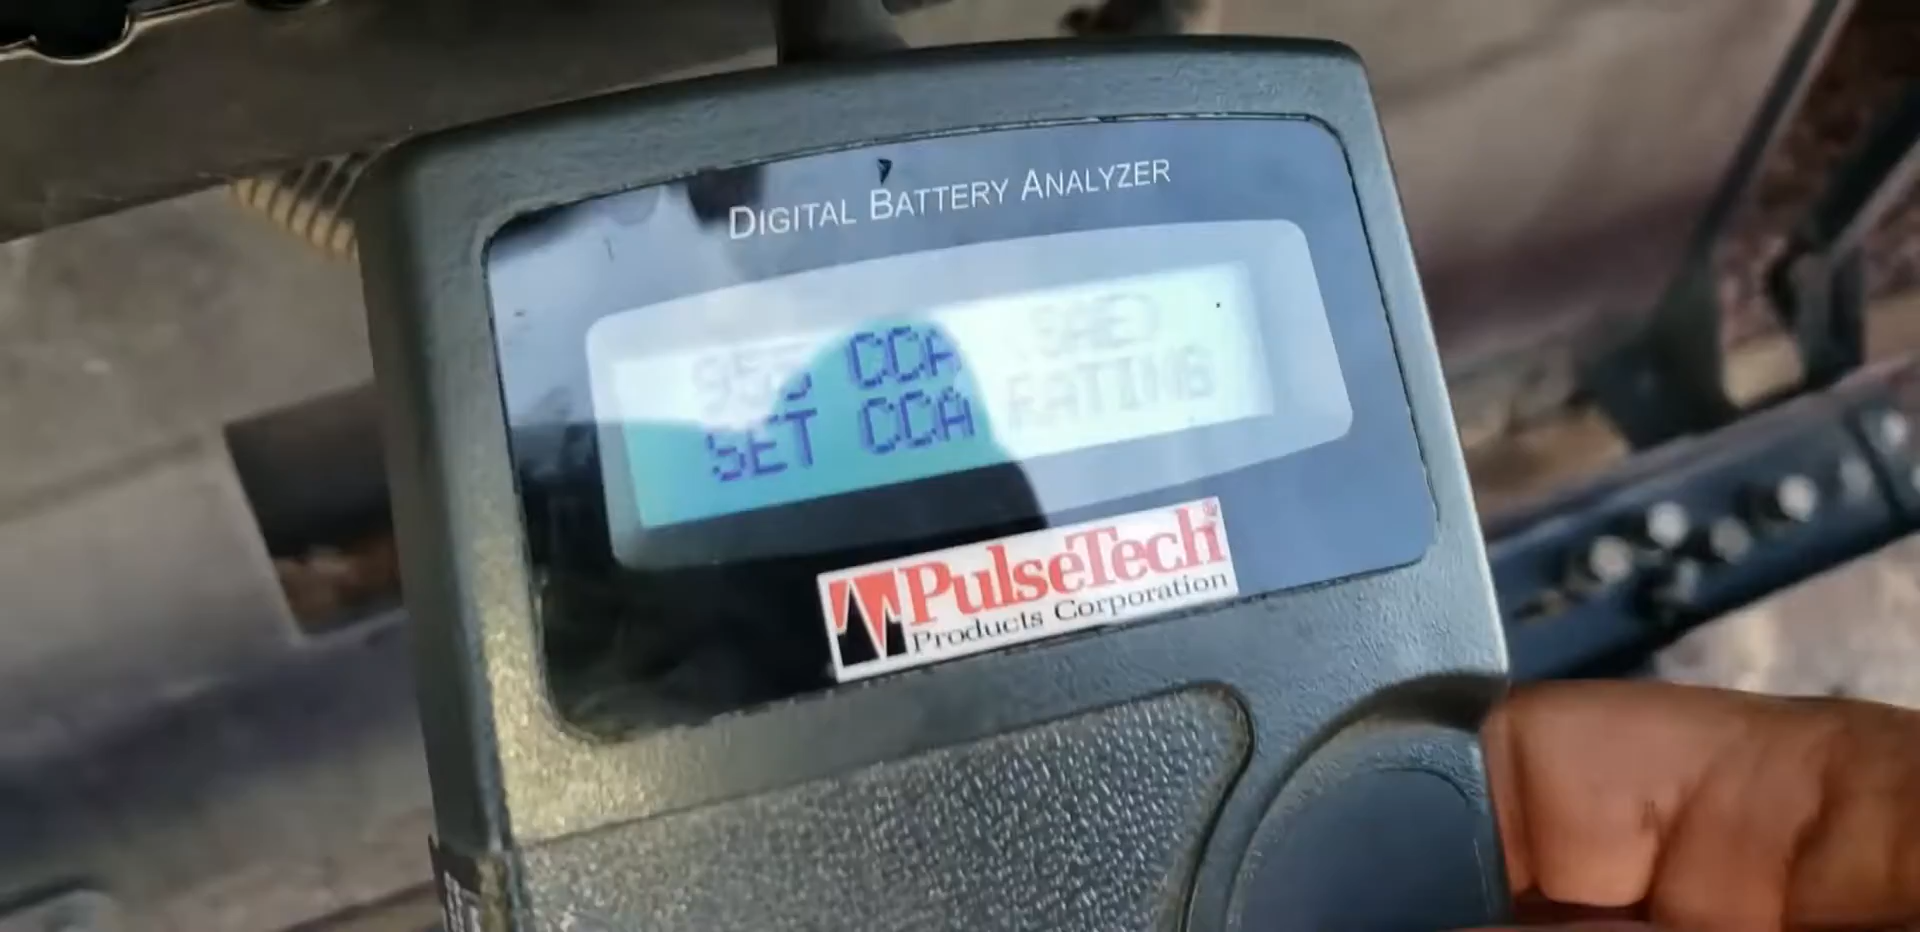 DIGITAL BATTERY ANALYZER
CCA (SAE)
SET CCA RATING
PulseTech®
Products Corporation